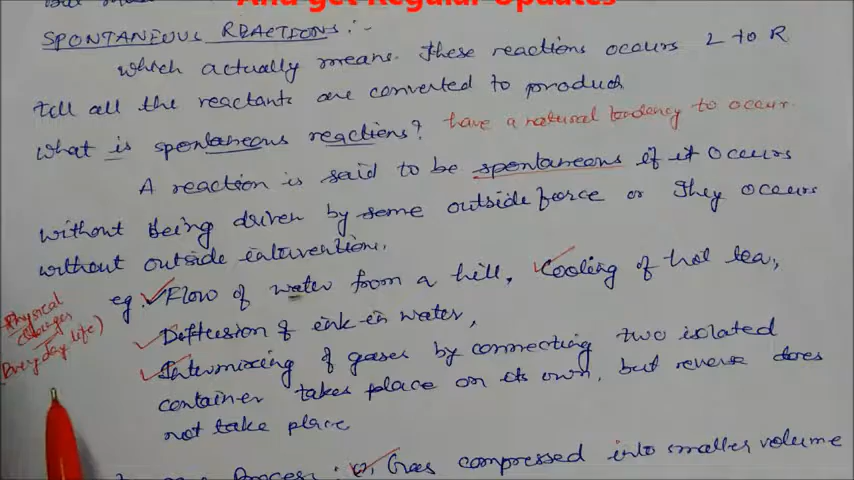 And get Regular Updates
SPONTANEOUS REACTIONS :-
which actually means. These reactions occurs L to R
till all the reactants are converted to product
What is spontaneous reactions? have a natural tendency to occur.
A reaction is said to be spontaneous if it occurs
without being driven by some outside force or They occurs
without outside intervention.
eg. Flow of water from a hill, Cooling of hot tea,
Physical changes (Everyday life)
Diffusion of ink in water,
Intermixing of gases by connecting two isolated
container takes place on its own, but reverse does
not take place
Process : Gas compressed into smaller volume